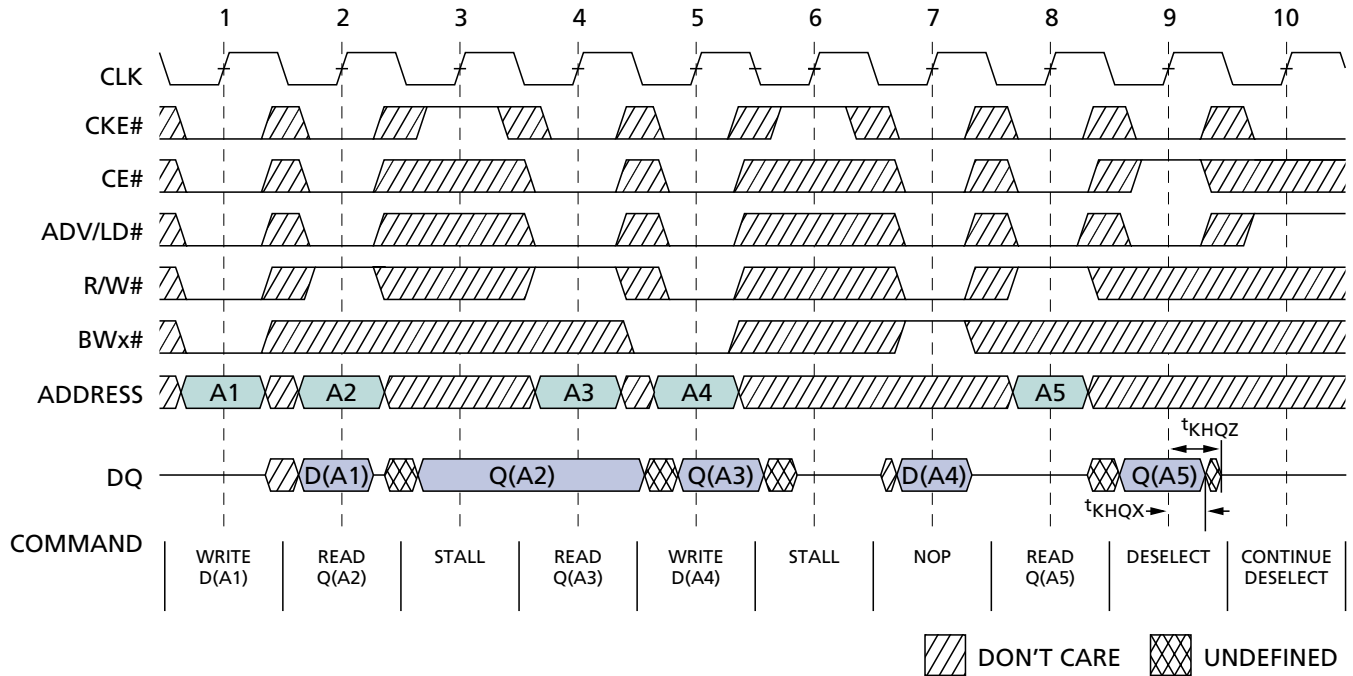 1 2 3 4 5 6 7 8 9 10
CLK
CKE#
CE#
ADV/LD#
R/W#
BWx#
ADDRESS A1 A2 A3 A4 A5
tKHQZ
DQ D(A1) Q(A2) Q(A3) D(A4) Q(A5)
tKHQX
COMMAND
WRITE D(A1)
READ Q(A2)
STALL
READ Q(A3)
WRITE D(A4)
STALL
NOP
READ Q(A5)
DESELECT
CONTINUE DESELECT
DON'T CARE UNDEFINED